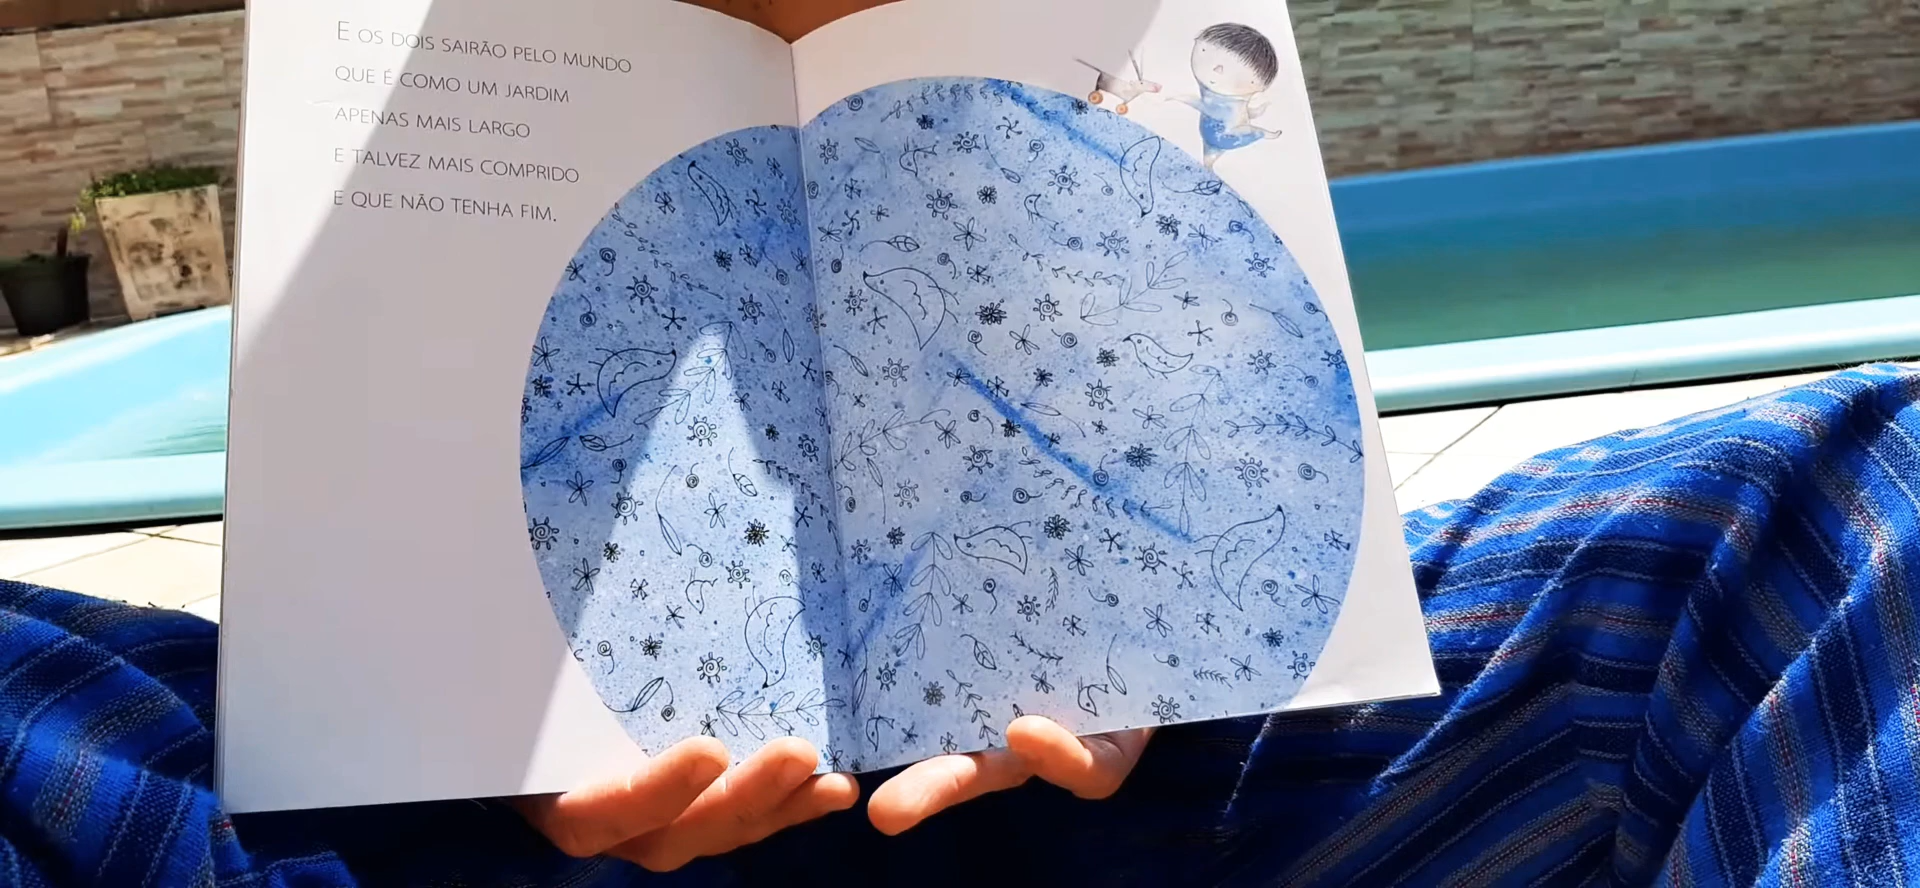 E OS DOIS SAIRÃO PELO MUNDO
QUE É COMO UM JARDIM
APENAS MAIS LARGO
E TALVEZ MAIS COMPRIDO
E QUE NÃO TENHA FIM.